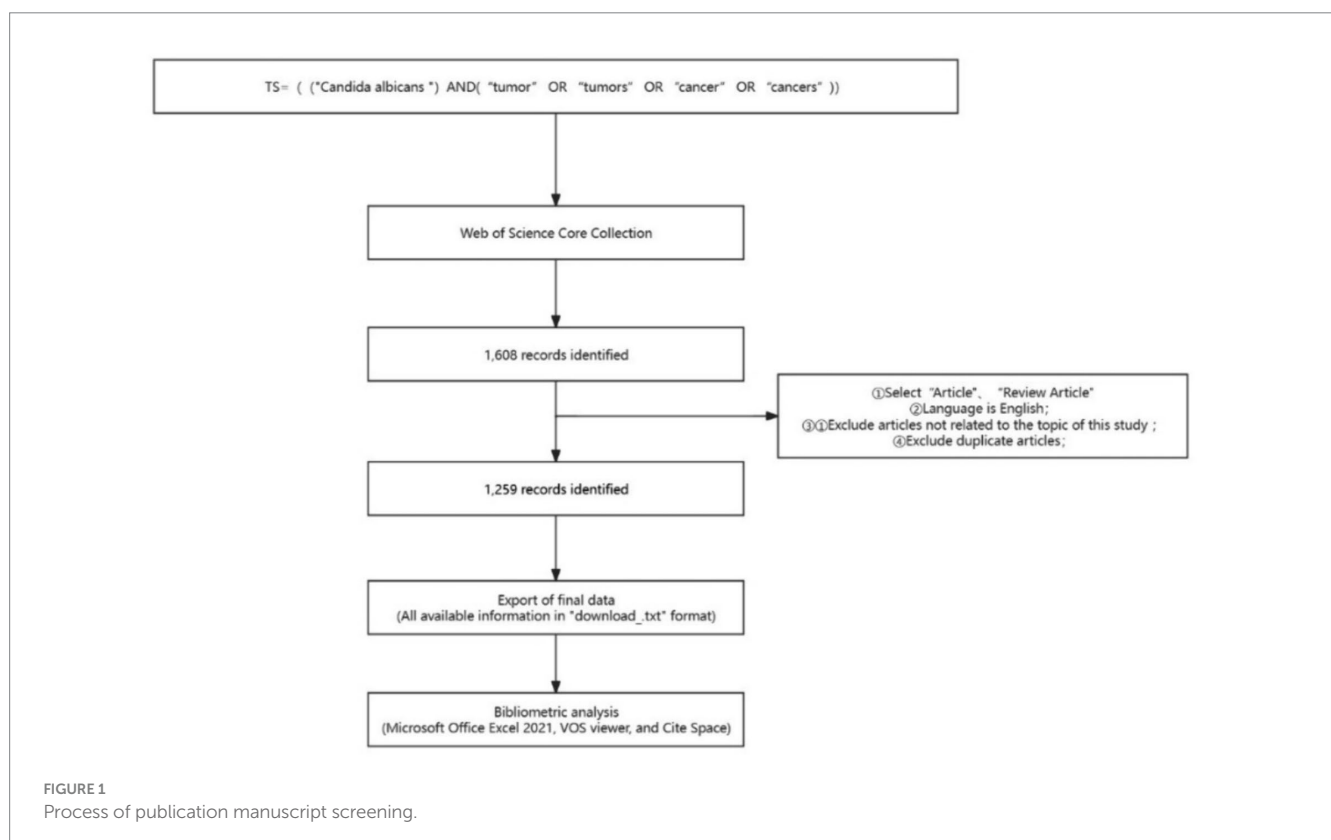 TS= ( ("Candida albicans ") AND( “tumor” OR “tumors” OR “cancer” OR “cancers” ))
Web of Science Core Collection
1,608 records identified
①Select “Article”、 “Review Article”
②Language is English;
③①Exclude articles not related to the topic of this study ;
④Exclude duplicate articles;
1,259 records identified
Export of final data
(All available information in "download_.txt" format)
Bibliometric analysis
(Microsoft Office Excel 2021, VOS viewer, and Cite Space)
FIGURE 1
Process of publication manuscript screening.